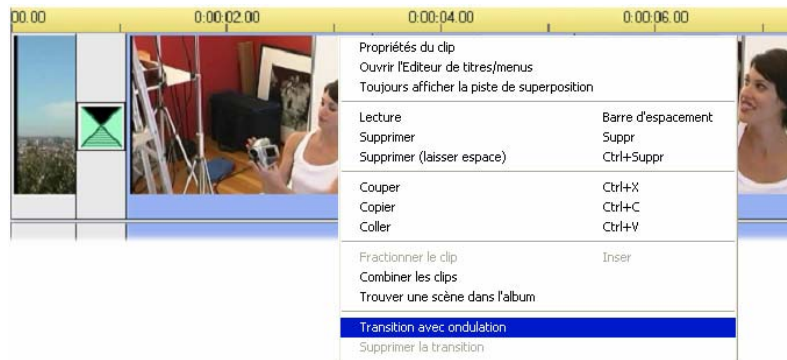 00.00 0:00:02.00 0:00:04.00 0:00:06.00
Propriétés du clip
Ouvrir l'Editeur de titres/menus
Toujours afficher la piste de superposition
Lecture Barre d'espacement
Supprimer Suppr
Supprimer (laisser espace) Ctrl+Suppr
Couper Ctrl+X
Copier Ctrl+C
Coller Ctrl+V
Fractionner le clip Inser
Combiner les clips
Trouver une scène dans l'album
Transition avec ondulation
Supprimer la transition